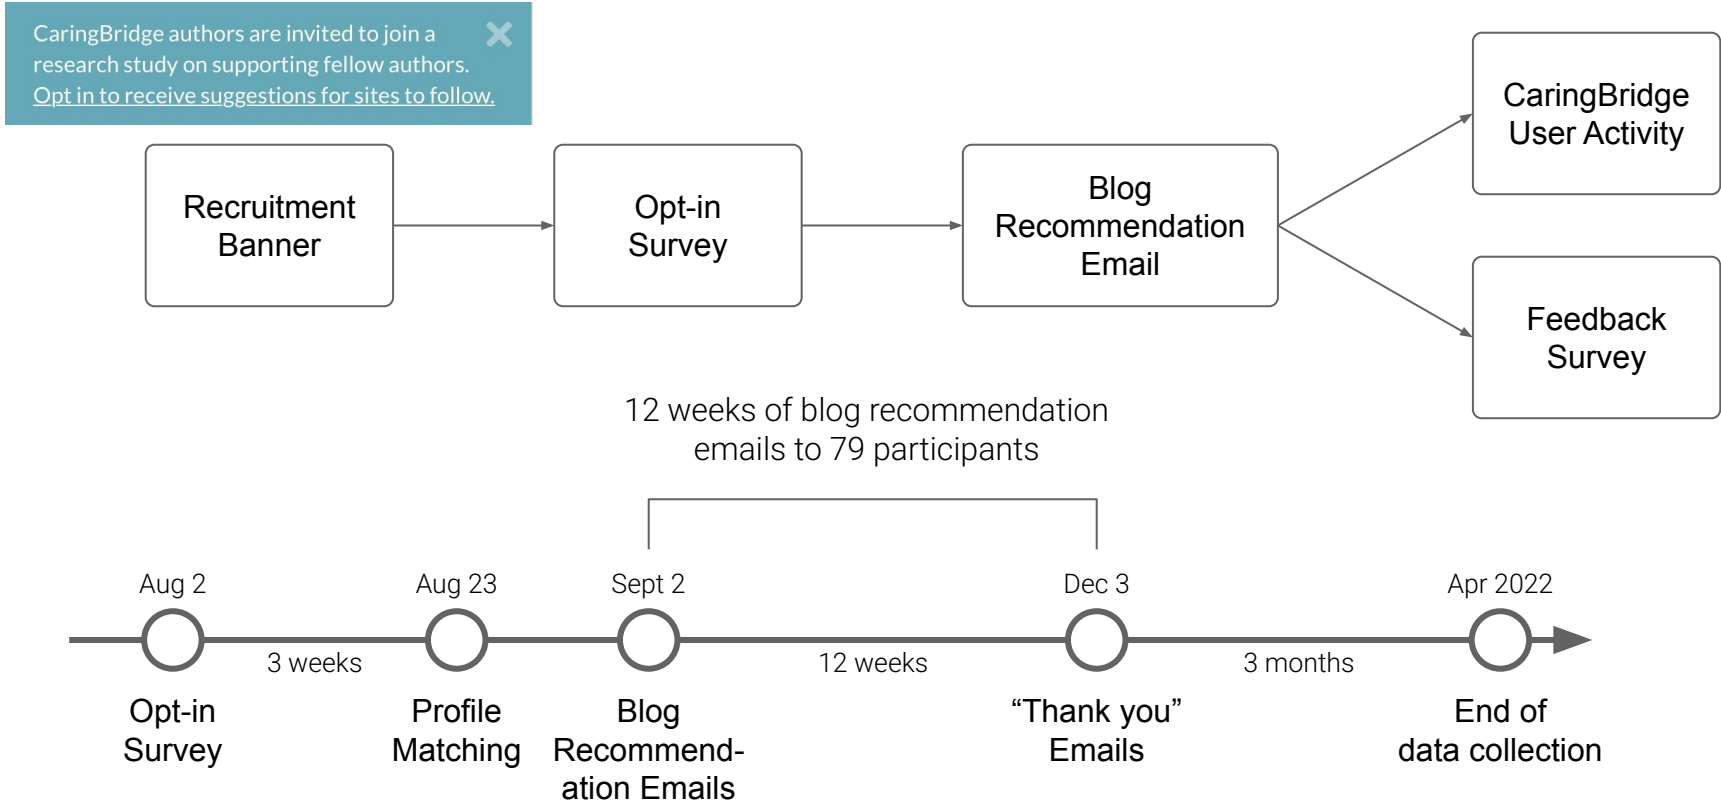 CaringBridge authors are invited to join a
research study on supporting fellow authors.
Opt in to receive suggestions for sites to follow.
Recruitment
Banner
Opt-in
Survey
Blog
Recommendation
Email
CaringBridge
User Activity
Feedback
Survey
12 weeks of blog recommendation
emails to 79 participants
Aug 2
Aug 23
Sept 2
Dec 3
Apr 2022
3 weeks
12 weeks
3 months
Opt-in
Survey
Profile
Matching
Blog
Recommend-
ation Emails
“Thank you”
Emails
End of
data collection